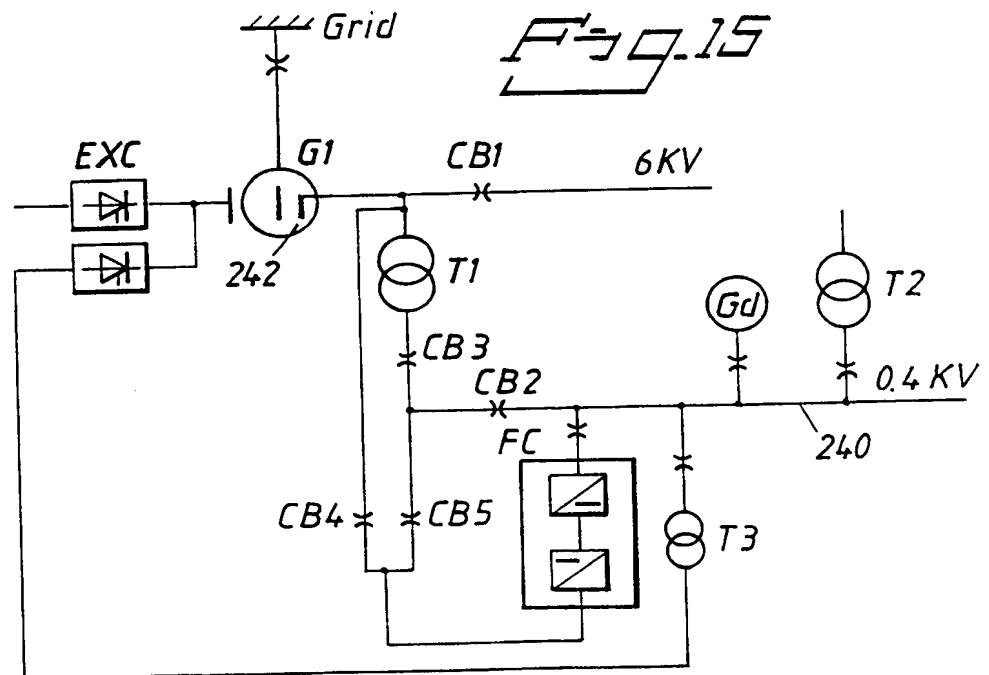 Grid
Fig.15
EXC
G1
CB1
6KV
242
T1
Gd
T2
CB3
CB2
0.4 KV
FC
240
CB4
CB5
T3